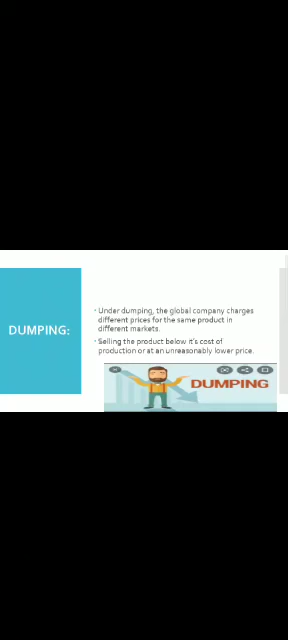 DUMPING:
• Under dumping, the global company charges
different prices for the same product in
different markets.
• Selling the product below it's cost of
production or at an unreasonably lower price.
DUMPING